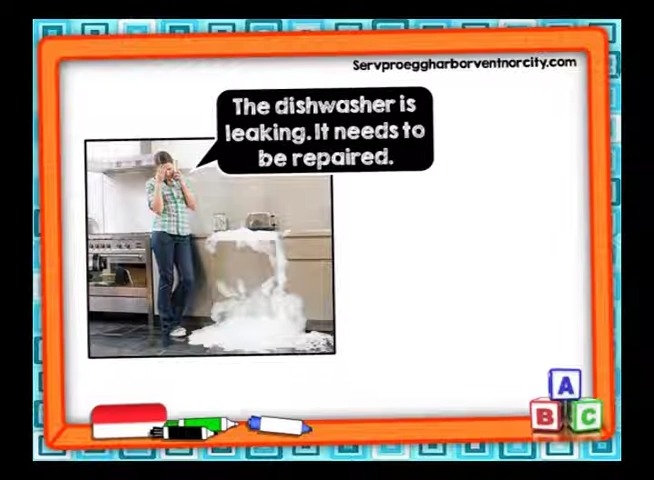 Servproeggharborventnorcity.com
The dishwasher is
leaking. It needs to
be repaired.
A
B C